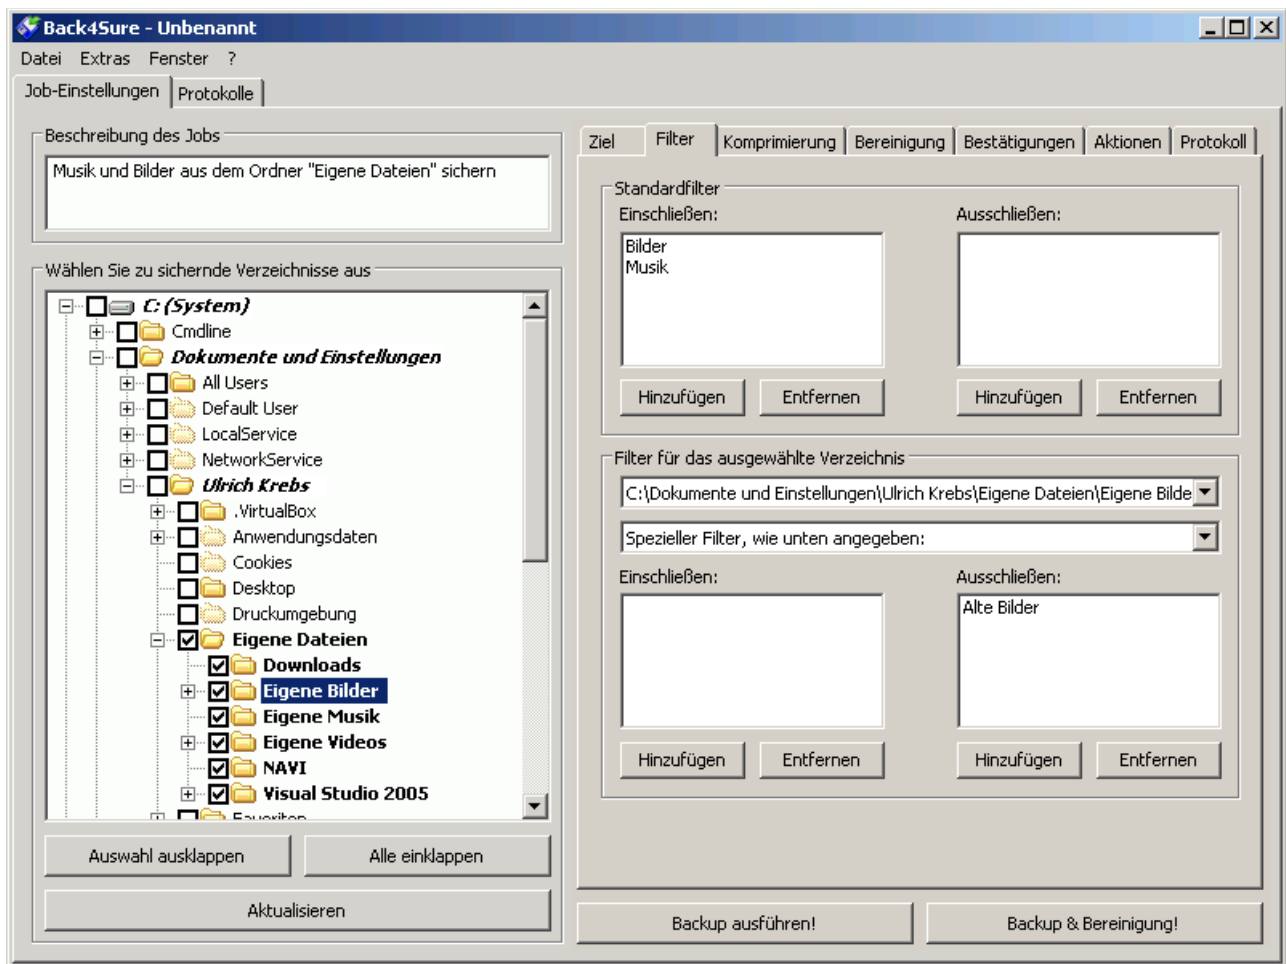 Back4Sure - Unbenannt
Datei Extras Fenster ?
Job-Einstellungen Protokolle
Beschreibung des Jobs
Musik und Bilder aus dem Ordner "Eigene Dateien" sichern
Wählen Sie zu sichernde Verzeichnisse aus
C: (System)
Cmdline
Dokumente und Einstellungen
All Users
Default User
LocalService
NetworkService
Ulrich Krebs
.VirtualBox
Anwendungsdaten
Cookies
Desktop
Druckumgebung
Eigene Dateien
Downloads
Eigene Bilder
Eigene Musik
Eigene Videos
NAVI
Visual Studio 2005
Favoriten
Auswahl ausklappen Alle einklappen
Aktualisieren
Ziel Filter Komprimierung Bereinigung Bestätigungen Aktionen Protokoll
Standardfilter
Einschließen: Ausschließen:
Bilder
Musik
Hinzufügen Entfernen Hinzufügen Entfernen
Filter für das ausgewählte Verzeichnis
C:\Dokumente und Einstellungen\Ulrich Krebs\Eigene Dateien\Eigene Bilde
Spezieller Filter, wie unten angegeben:
Einschließen: Ausschließen:
Alte Bilder
Hinzufügen Entfernen Hinzufügen Entfernen
Backup ausführen! Backup & Bereinigung!